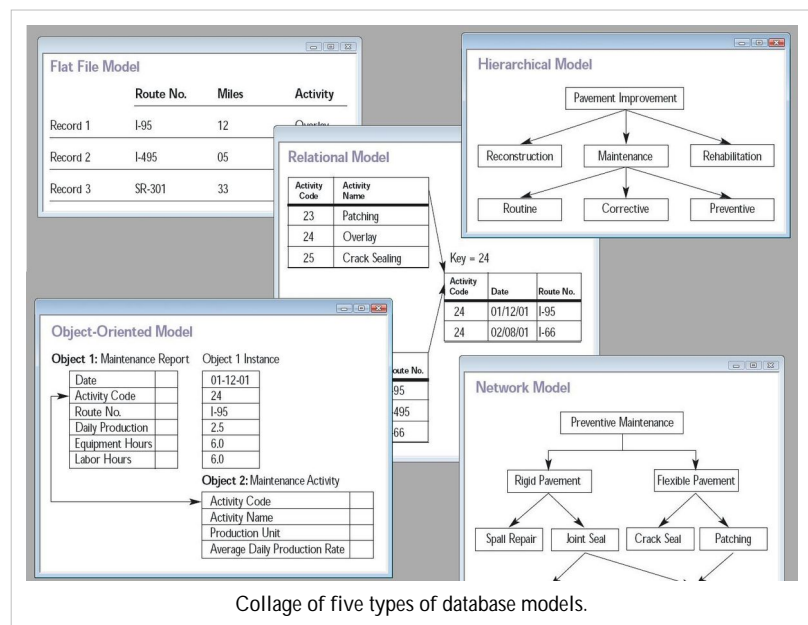 Flat File Model
Route No. Miles Activity
Record 1 I-95 12
Record 2 I-495 05
Record 3 SR-301 33
Hierarchical Model
Pavement Improvement
Reconstruction Maintenance Rehabilitation
Routine Corrective Preventive
Relational Model
Activity Code Activity Name
23 Patching
24 Overlay
25 Crack Sealing
Key = 24
Activity Code Date Route No.
24 01/12/01 I-95
24 02/08/01 I-66
oute No.
95
495
66
Object-Oriented Model
Object 1: Maintenance Report Object 1 Instance
Date 01-12-01
Activity Code 24
Route No. I-95
Daily Production 2.5
Equipment Hours 6.0
Labor Hours 6.0
Object 2: Maintenance Activity
Activity Code
Activity Name
Production Unit
Average Daily Production Rate
Network Model
Preventive Maintenance
Rigid Pavement Flexible Pavement
Spall Repair Joint Seal Crack Seal Patching
Collage of five types of database models.